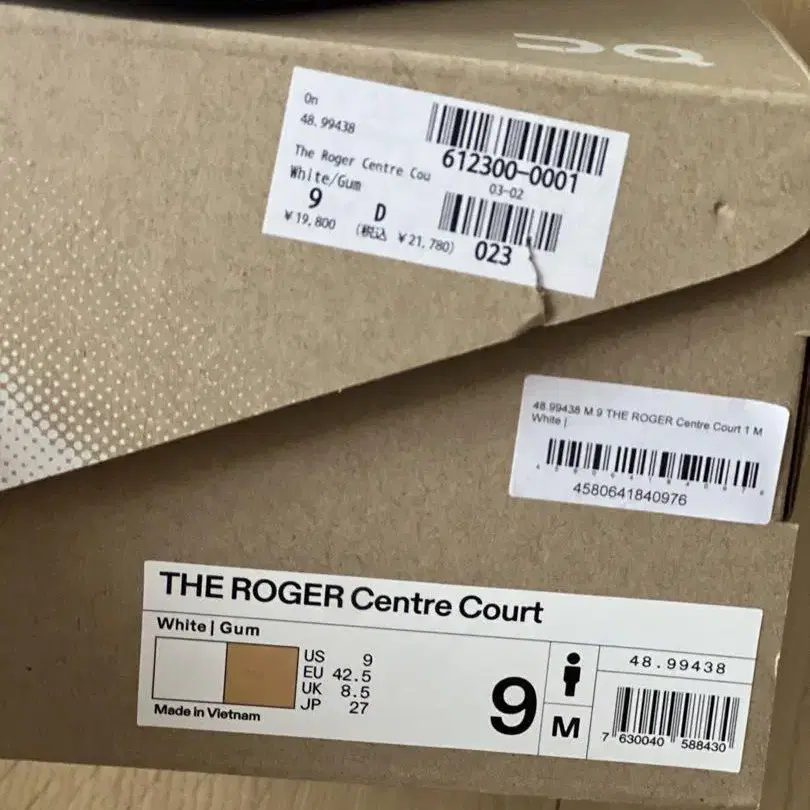 On
48.99438
The Roger Centre Cou
White/Gum
9 D
¥19,800 (税込 ¥21,780)
612300-0001
03-02
023
48.99438 M 9 THE ROGER Centre Court 1 M
White |
4580641840976
THE ROGER Centre Court
White | Gum
US 9
EU 42.5
UK 8.5
JP 27
Made in Vietnam
9
M
48.99438
7 630040 588430